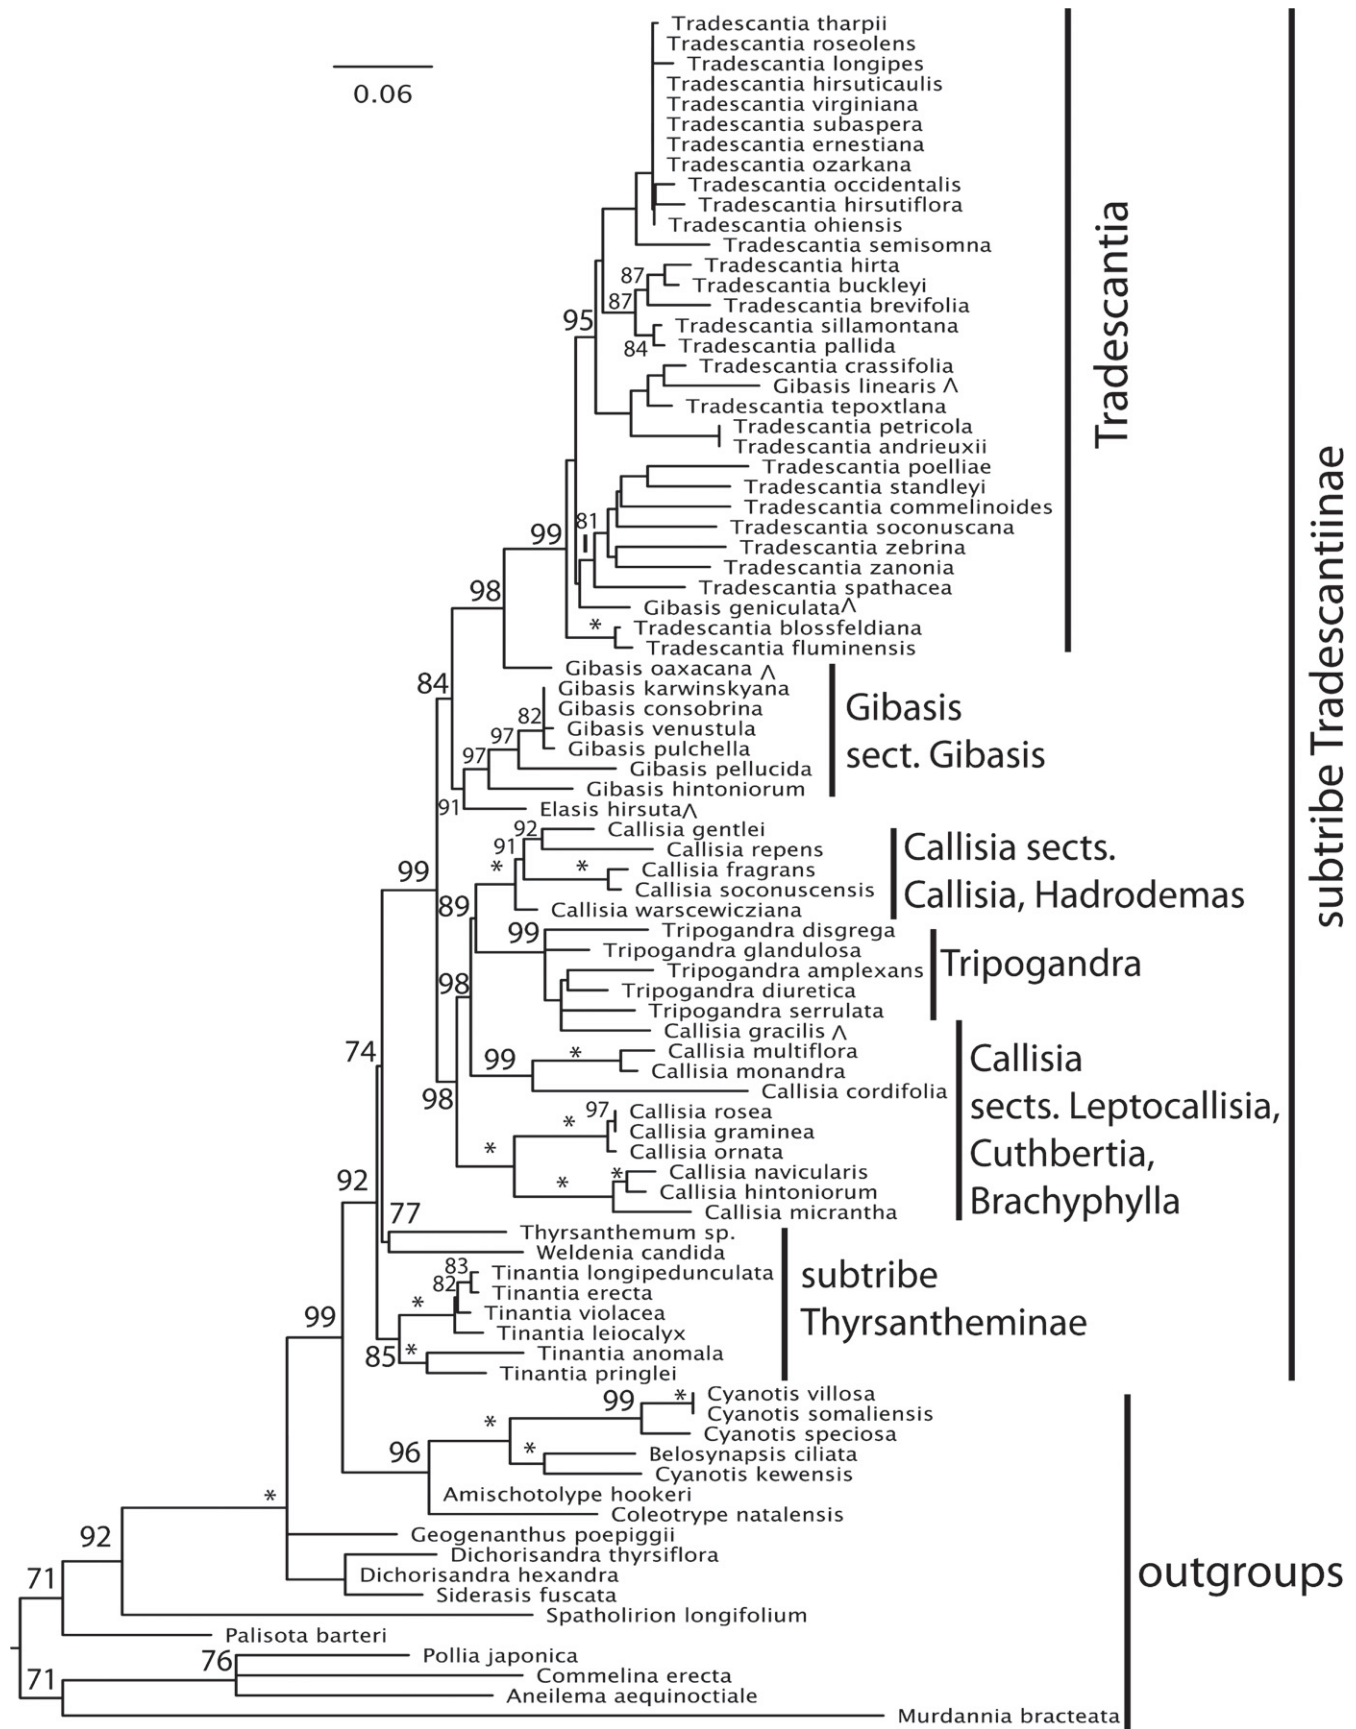 0.06
Tradescantia tharpii
Tradescantia roseolens
Tradescantia longipes
Tradescantia hirsuticaulis
Tradescantia virginiana
Tradescantia subaspera
Tradescantia ernestiana
Tradescantia ozarkana
Tradescantia occidentalis
Tradescantia hirsutiflora
Tradescantia ohiensis
Tradescantia semisomna
Tradescantia hirta
87
Tradescantia buckleyi
87
Tradescantia brevifolia
95
Tradescantia sillamontana
84
Tradescantia pallida
Tradescantia crassifolia
Gibasis linearis ^
Tradescantia tepoxtlana
Tradescantia petricola
Tradescantia andrieuxii
Tradescantia poelliae
Tradescantia standleyi
Tradescantia commelinoides
81
Tradescantia soconuscana
99
Tradescantia zebrina
Tradescantia zanonia
98
Tradescantia spathacea
Gibasis geniculata^
* Tradescantia blossfeldiana
Tradescantia fluminensis
Tradescantia
subtribe Tradescantiinae
Gibasis oaxacana ^
84
Gibasis karwinskyana
Gibasis consobrina
82
Gibasis venustula
97
Gibasis pulchella
97
Gibasis pellucida
Gibasis hintoniorum
91
Elasis hirsuta^
Gibasis
sect. Gibasis
92 Callisia gentlei
91
Callisia repens
* * Callisia fragrans
99
Callisia soconuscensis
89
Callisia warscewicziana
Callisia sects.
Callisia, Hadrodemas
99 Tripogandra disgrega
Tripogandra glandulosa
Tripogandra amplexans
98
Tripogandra diuretica
Tripogandra serrulata
Tripogandra
Callisia gracilis ^
74
99 * Callisia multiflora
Callisia monandra
98
Callisia cordifolia
97 Callisia rosea
* Callisia graminea
* Callisia ornata
* Callisia navicularis
* Callisia hintoniorum
Callisia micrantha
Callisia
sects. Leptocallisia,
Cuthbertia,
Brachyphylla
92
77
Thyrsanthemum sp.
Weldenia candida
83 Tinantia longipedunculata
82 Tinantia erecta
* Tinantia violacea
99
Tinantia leiocalyx
85 * Tinantia anomala
Tinantia pringlei
subtribe
Thyrsantheminae
99 * Cyanotis villosa
Cyanotis somaliensis
* Cyanotis speciosa
96 * Belosynapsis ciliata
Cyanotis kewensis
* Amischotolype hookeri
Coleotrype natalensis
92
Geogenanthus poepiggii
Dichorisandra thyrsiflora
71
Dichorisandra hexandra
Siderasis fuscata
Spatholirion longifolium
Palisota barteri
76 Pollia japonica
71 Commelina erecta
Aneilema aequinoctiale
Murdannia bracteata
outgroups